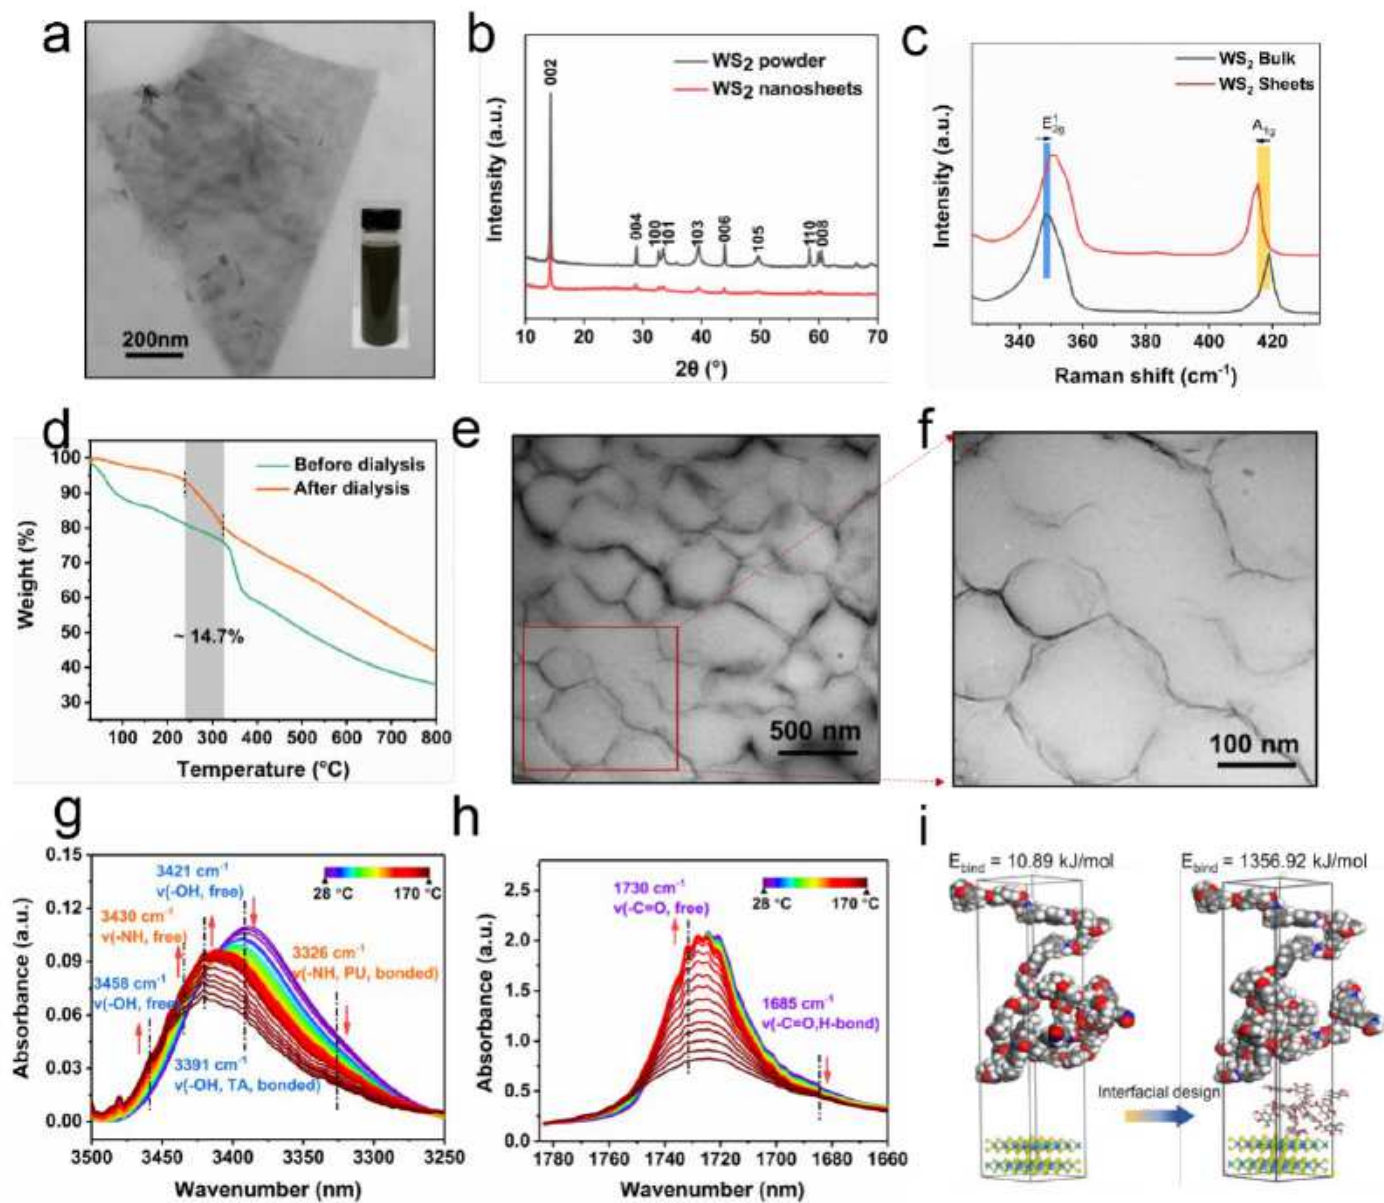 a
200nm
b
WS2 powder
WS2 nanosheets
002
004
100
101
103
006
105
110
008
Intensity (a.u.)
10 20 30 40 50 60 70
2θ (°)
c
WS2 Bulk
WS2 Sheets
E¹2g
A1g
Intensity (a.u.)
340 360 380 400 420
Raman shift (cm-1)
d
Before dialysis
After dialysis
100
90
80
70
60
50
40
30
~ 14.7%
Weight (%)
100 200 300 400 500 600 700 800
Temperature (°C)
e
500 nm
f
100 nm
g
0.15
0.12
0.09
0.06
0.03
0.00
Absorbance (a.u.)
3421 cm-1
v(-OH, free)
28 °C 170 °C
3430 cm-1
v(-NH, free)
3326 cm-1
v(-NH, PU, bonded)
3458 cm-1
v(-OH, free)
3391 cm-1
v(-OH, TA, bonded)
3500 3450 3400 3350 3300 3250
Wavenumber (nm)
h
2.5
2.0
1.5
1.0
0.5
0.0
Absorbance (a.u.)
1730 cm-1
v(-C=O, free)
28 °C 170 °C
1685 cm-1
v(-C=O,H-bond)
1780 1760 1740 1720 1700 1680 1660
Wavenumber (nm)
i
Ebind = 10.89 kJ/mol
Ebind = 1356.92 kJ/mol
Interfacial design